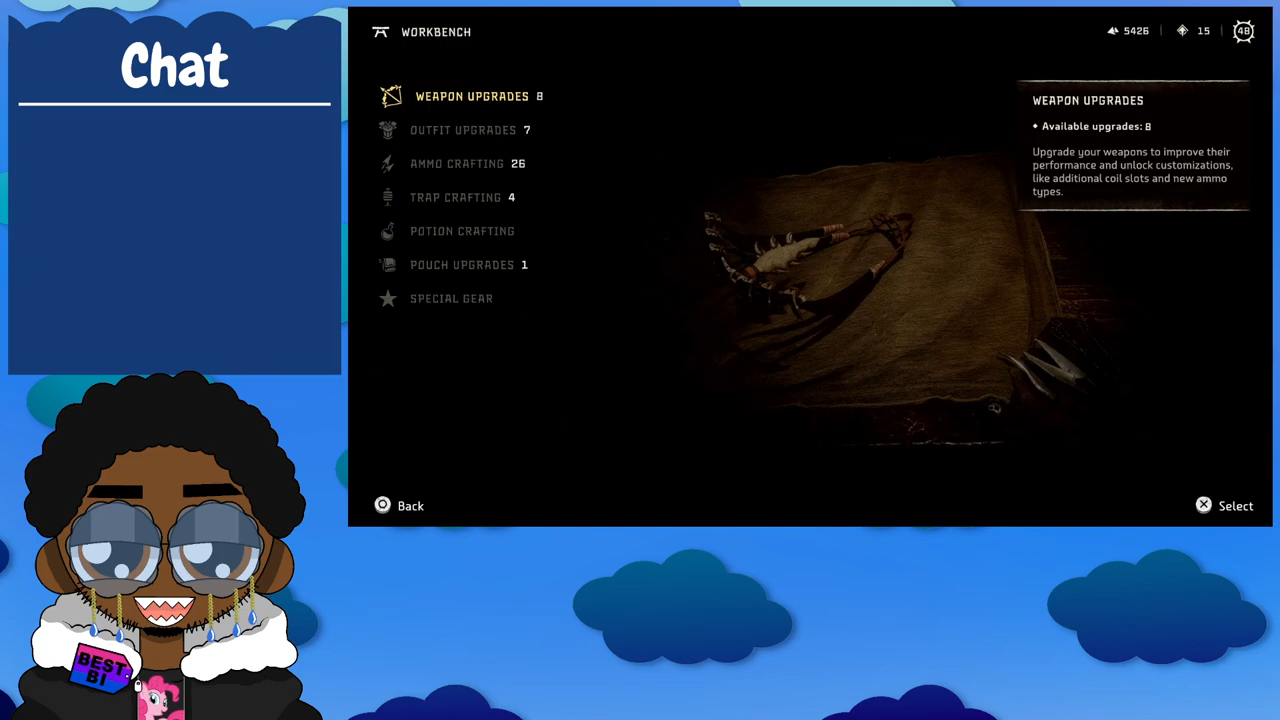 Chat
WORKBENCH
5426
15
48
WEAPON UPGRADES 8
OUTFIT UPGRADES 7
AMMO CRAFTING 26
TRAP CRAFTING 4
POTION CRAFTING
POUCH UPGRADES 1
SPECIAL GEAR
WEAPON UPGRADES
Available upgrades: 8
Upgrade your weapons to improve their
performance and unlock customizations,
like additional coil slots and new ammo
types.
Back
Select
BEST
BI